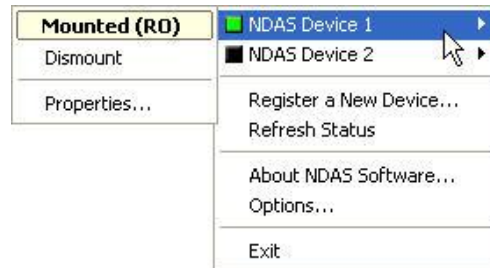 NDAS Device 1
NDAS Device 2
Register a New Device...
Refresh Status
About NDAS Software...
Options...
Exit
Mounted (RO)
Dismount
Properties...